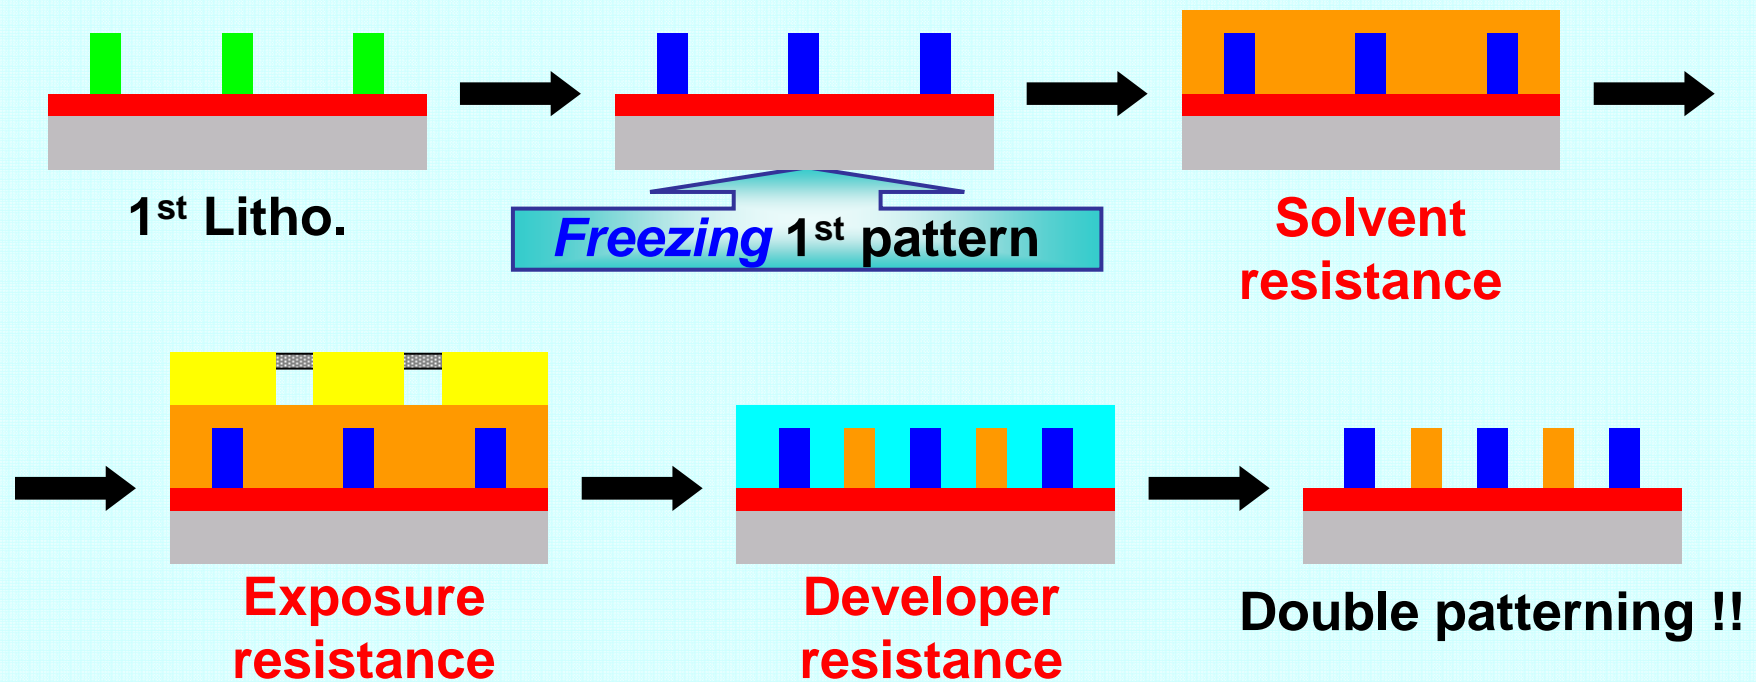 1st Litho.
Freezing 1st pattern
Solvent
resistance
Exposure
resistance
Developer
resistance
Double patterning !!